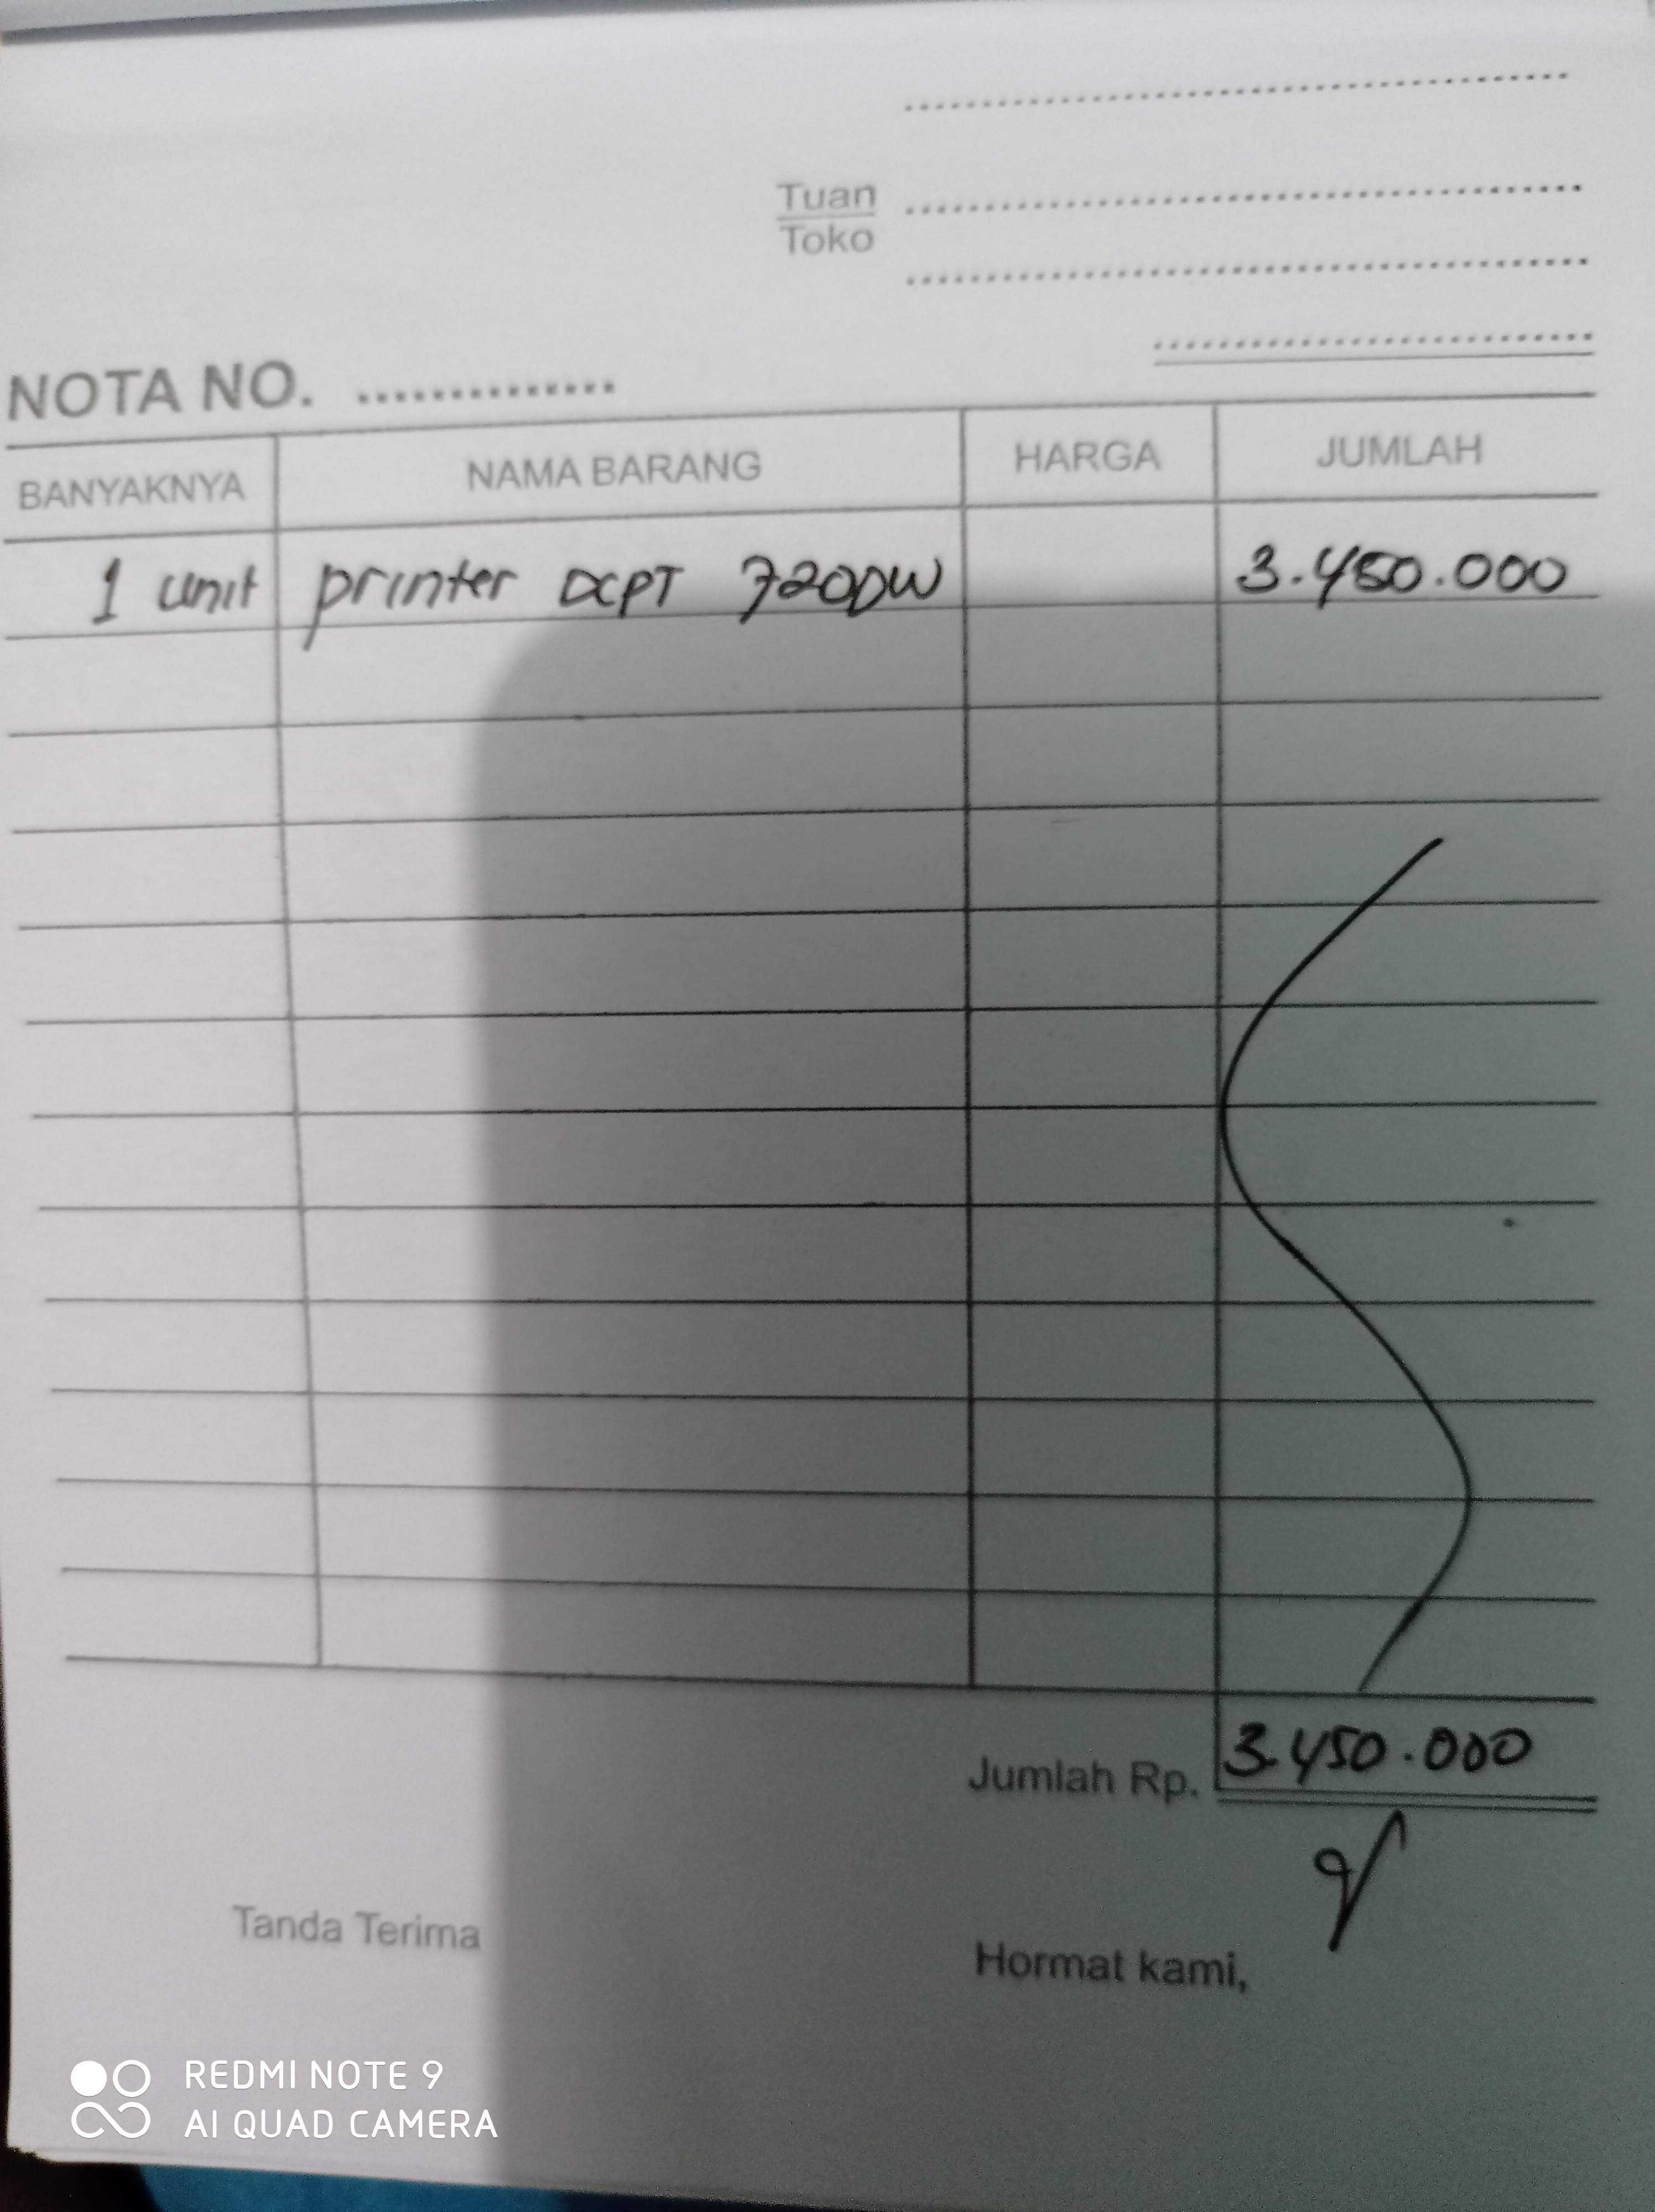 Tuan
Toko
NOTA NO. ...............
BANYAKNYA NAMA BARANG HARGA JUMLAH
1 unit printer DCPT 720DW 3.450.000
Jumlah Rp. 3.450.000
Tanda Terima
Hormat kami,
REDMI NOTE 9
AI QUAD CAMERA